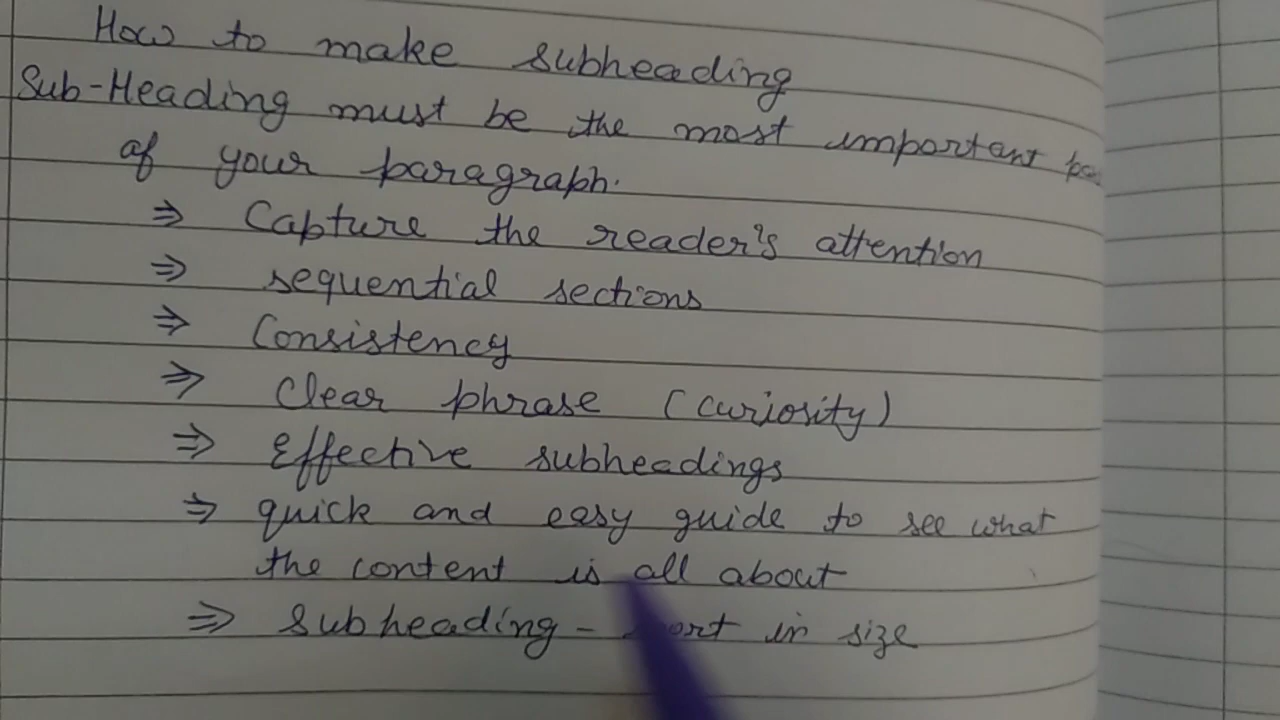 How to make subheading
Sub-Heading must be the most important
of your paragraph.
⇒ Capture the reader's attention
⇒ sequential sections
⇒ Consistency
⇒ Clear phrase (curiosity)
⇒ Effective subheadings
⇒ quick and easy guide to see what
the content is all about
⇒ Subheading - in size